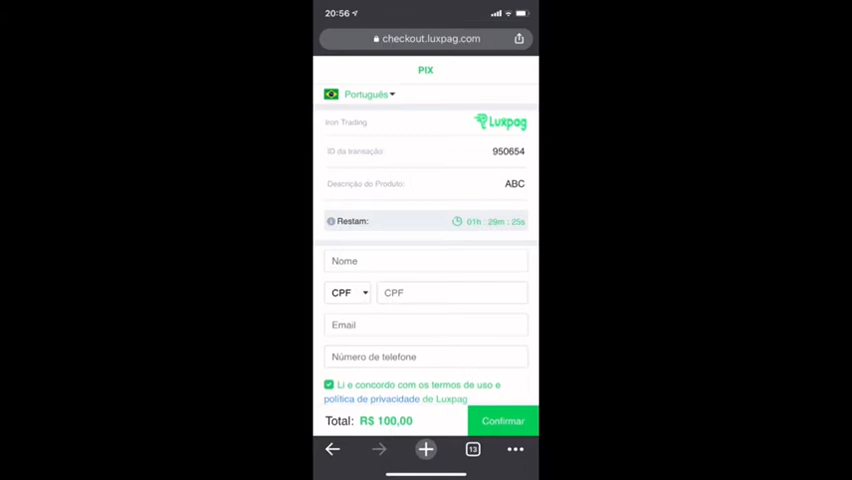 20:56
checkout.luxpag.com
PIX
Português
Iron Trading Luxpag
ID da transação: 950654
Descrição do Produto: ABC
Restam: 01h : 29m : 25s
Nome
CPF CPF
Email
Número de telefone
Li e concordo com os termos de uso e
política de privacidade de Luxpag
Total: R$ 100,00 Confirmar
13